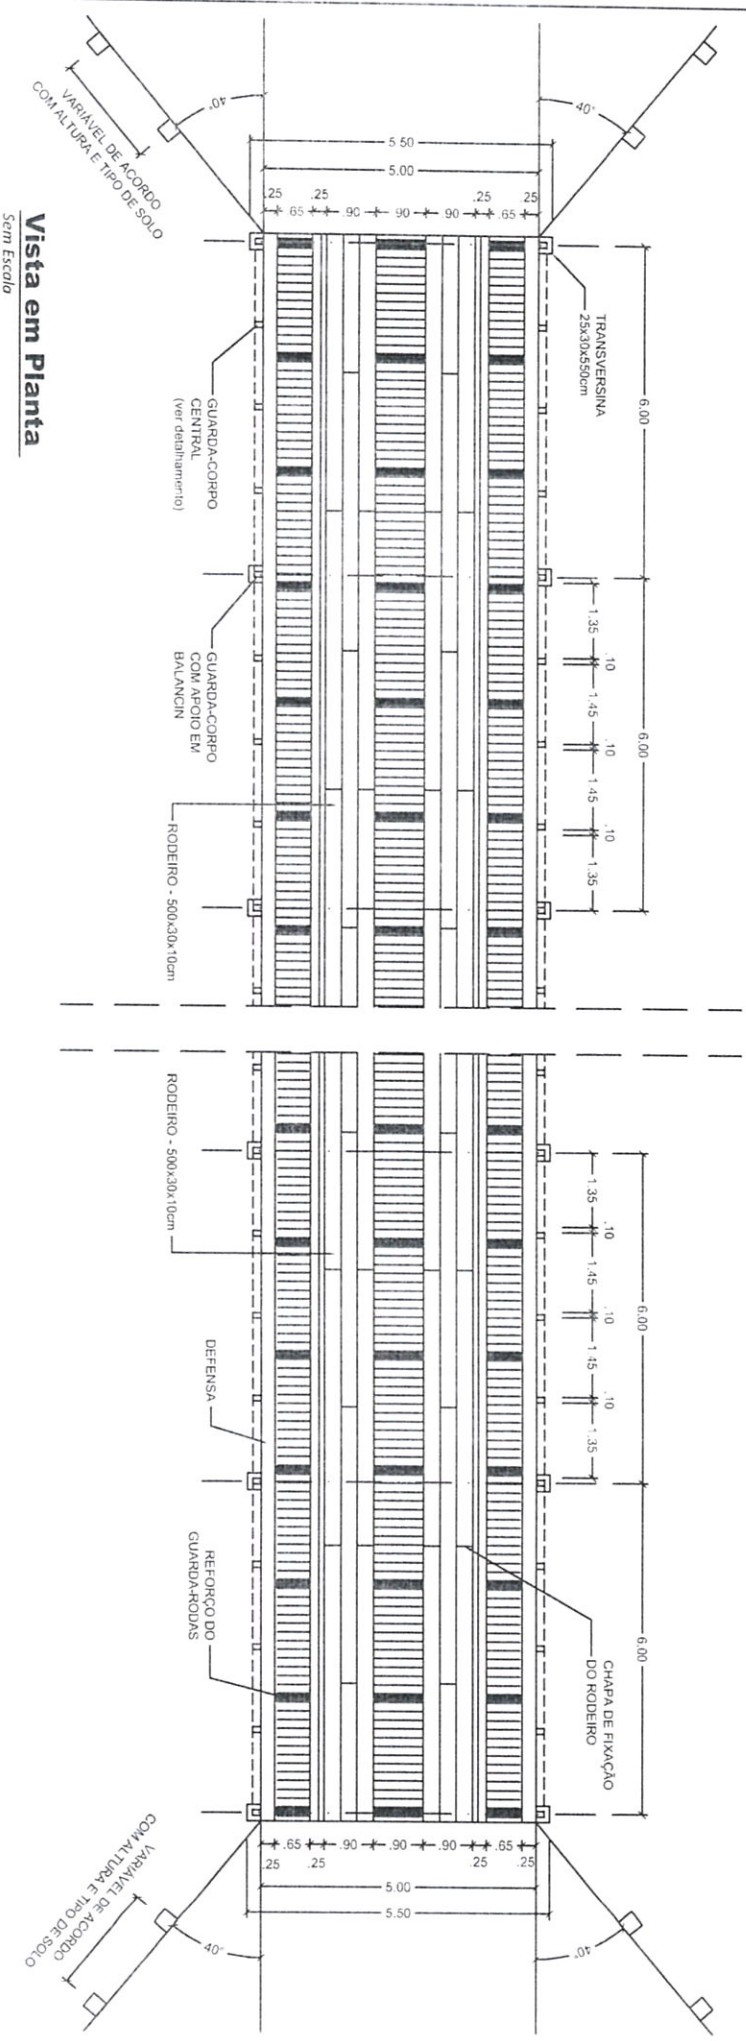 Vista em Planta
Sem Escala
VARIÁVEL DE ACORDO
COM ALTURA E TIPO DE SOLO
40°
40°
5.50
5.00
.25
.25
.25
.25
.65
.90
.90
.90
.65
TRANSVERSINA
25x30x550cm
6.00
GUARDA-CORPO
CENTRAL
(ver detalhamento)
GUARDA-CORPO
COM APOIO EM
BALANCIN
1.35
.10
1.45
.10
1.45
.10
1.35
6.00
RODEIRO - 500x30x10cm
RODEIRO - 500x30x10cm
1.35
.10
1.45
.10
1.45
.10
1.35
6.00
DEFENSA
REFORÇO DO
GUARDA-RODAS
CHAPA DE FIXAÇÃO
DO RODEIRO
6.00
.65
.90
.90
.90
.65
.25
.25
.25
.25
5.00
5.50
40°
40°
VARIAVEL DE ACORDO
COM ALTURA E TIPO DE SOLO